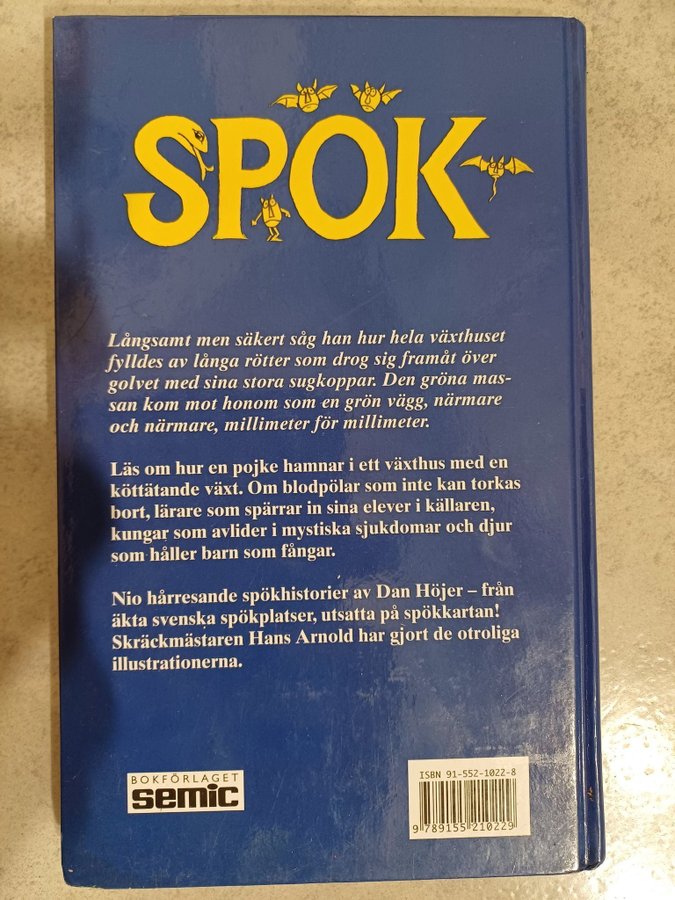 SPÖK
Långsamt men säkert såg han hur hela växthuset
fylldes av långa rötter som drog sig framåt över
golvet med sina stora sugkoppar. Den gröna mas-
san kom mot honom som en grön vägg, närmare
och närmare, millimeter för millimeter.
Läs om hur en pojke hamnar i ett växthus med en
köttätande växt. Om blodpölar som inte kan torkas
bort, lärare som spärrar in sina elever i källaren,
kungar som avlider i mystiska sjukdomar och djur
som håller barn som fångar.
Nio hårresande spökhistorier av Dan Höjer – från
äkta svenska spökplatser, utsatta på spökkartan!
Skräckmästaren Hans Arnold har gjort de otroliga
illustrationerna.
BOKFÖRLAGET
semic
ISBN 91-552-1022-8
9 789155 210229